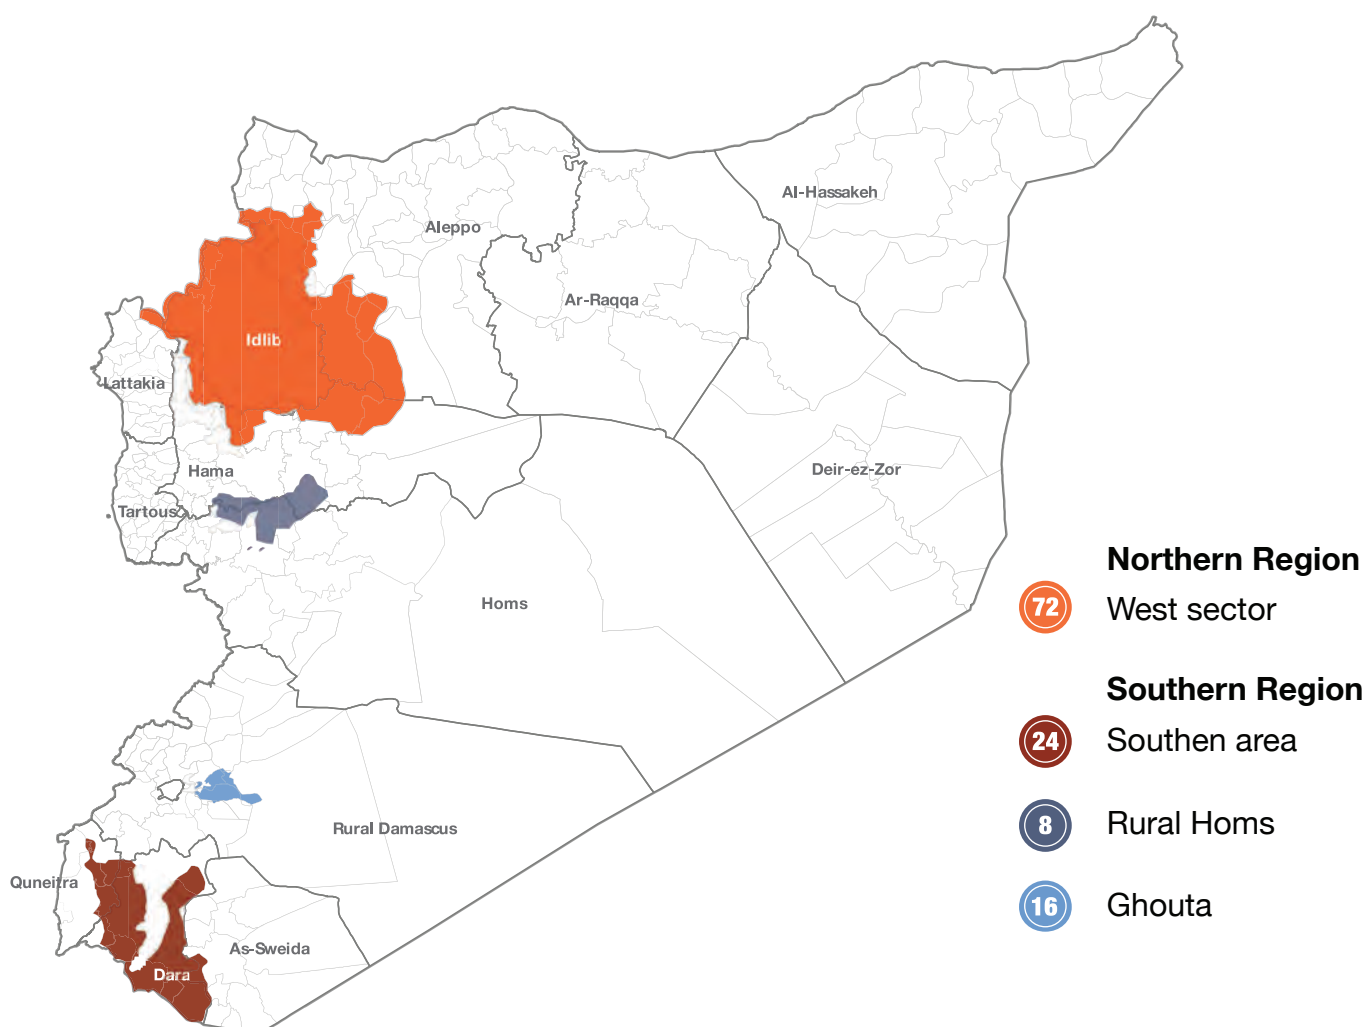 Al-Hassakeh
Aleppo
Ar-Raqqa
Idlib
Lattakia
Hama
Deir-ez-Zor
Tartous
Homs
Rural Damascus
Quneitra
As-Sweida
Dara
Northern Region
72 West sector
Southern Region
24 Southen area
8 Rural Homs
16 Ghouta